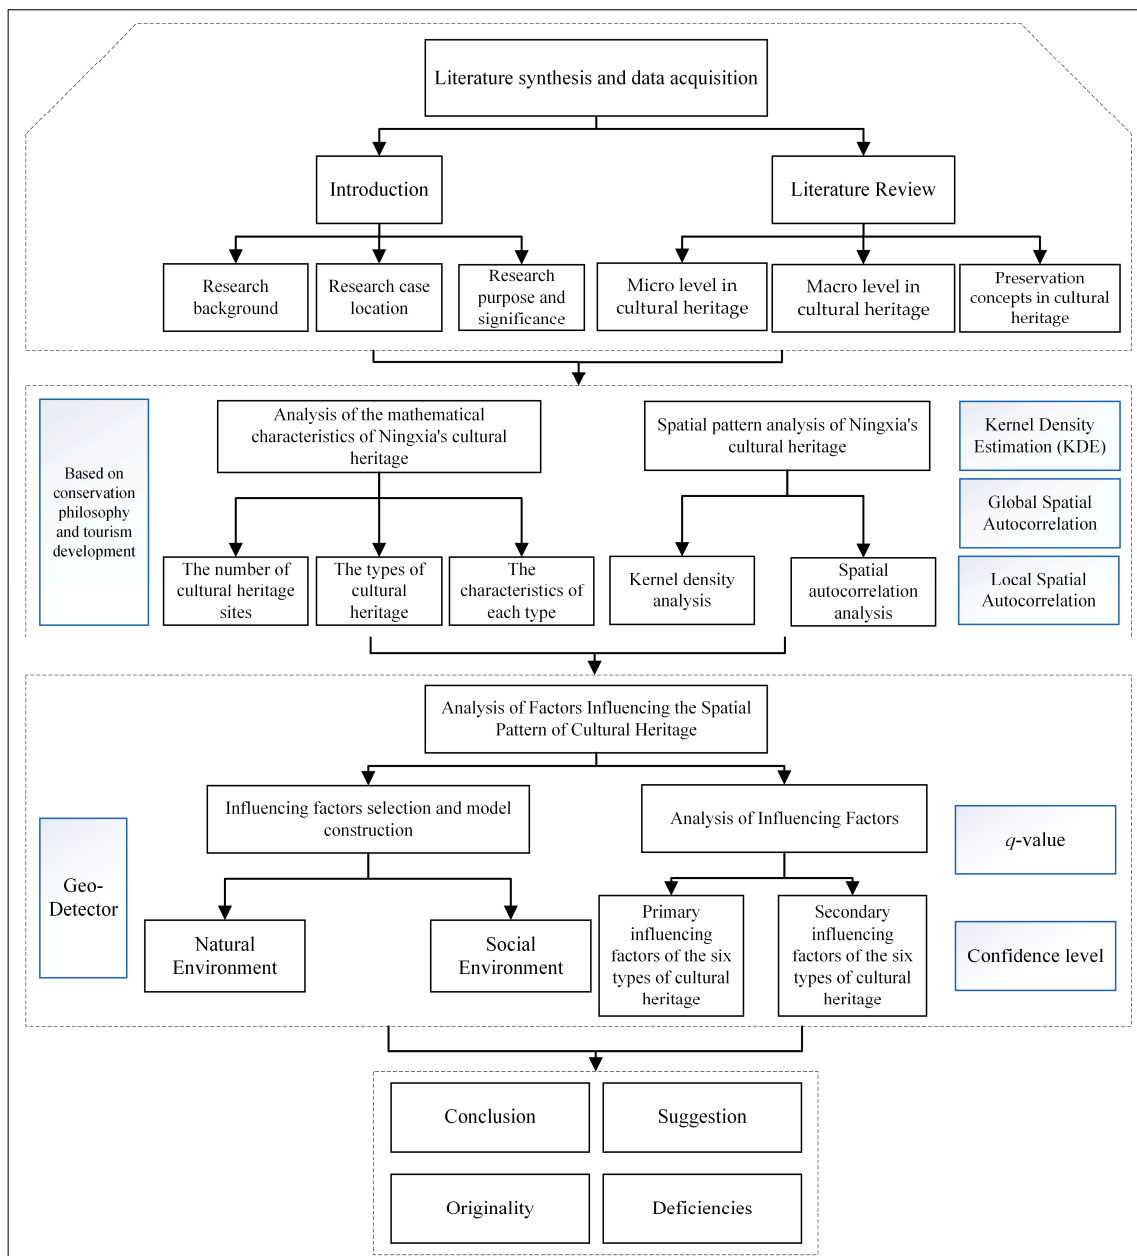 Literature synthesis and data acquisition
Introduction
Literature Review
Research
background
Research case
location
Research
purpose and
significance
Micro level in
cultural heritage
Macro level in
cultural heritage
Preservation
concepts in cultural
heritage
Based on
conservation
philosophy
and tourism
development
Analysis of the mathematical
characteristics of Ningxia's cultural
heritage
Spatial pattern analysis of Ningxia's
cultural heritage
Kernel Density
Estimation (KDE)
Global Spatial
Autocorrelation
Local Spatial
Autocorrelation
The number of
cultural heritage
sites
The types of
cultural
heritage
The
characteristics of
each type
Kernel density
analysis
Spatial
autocorrelation
analysis
Analysis of Factors Influencing the Spatial
Pattern of Cultural Heritage
Influencing factors selection and model
construction
Analysis of Influencing Factors
Geo-
Detector
Natural
Environment
Social
Environment
Primary
influencing
factors of the six
types of cultural
heritage
Secondary
influencing
factors of the six
types of cultural
heritage
q-value
Confidence level
Conclusion
Suggestion
Originality
Deficiencies